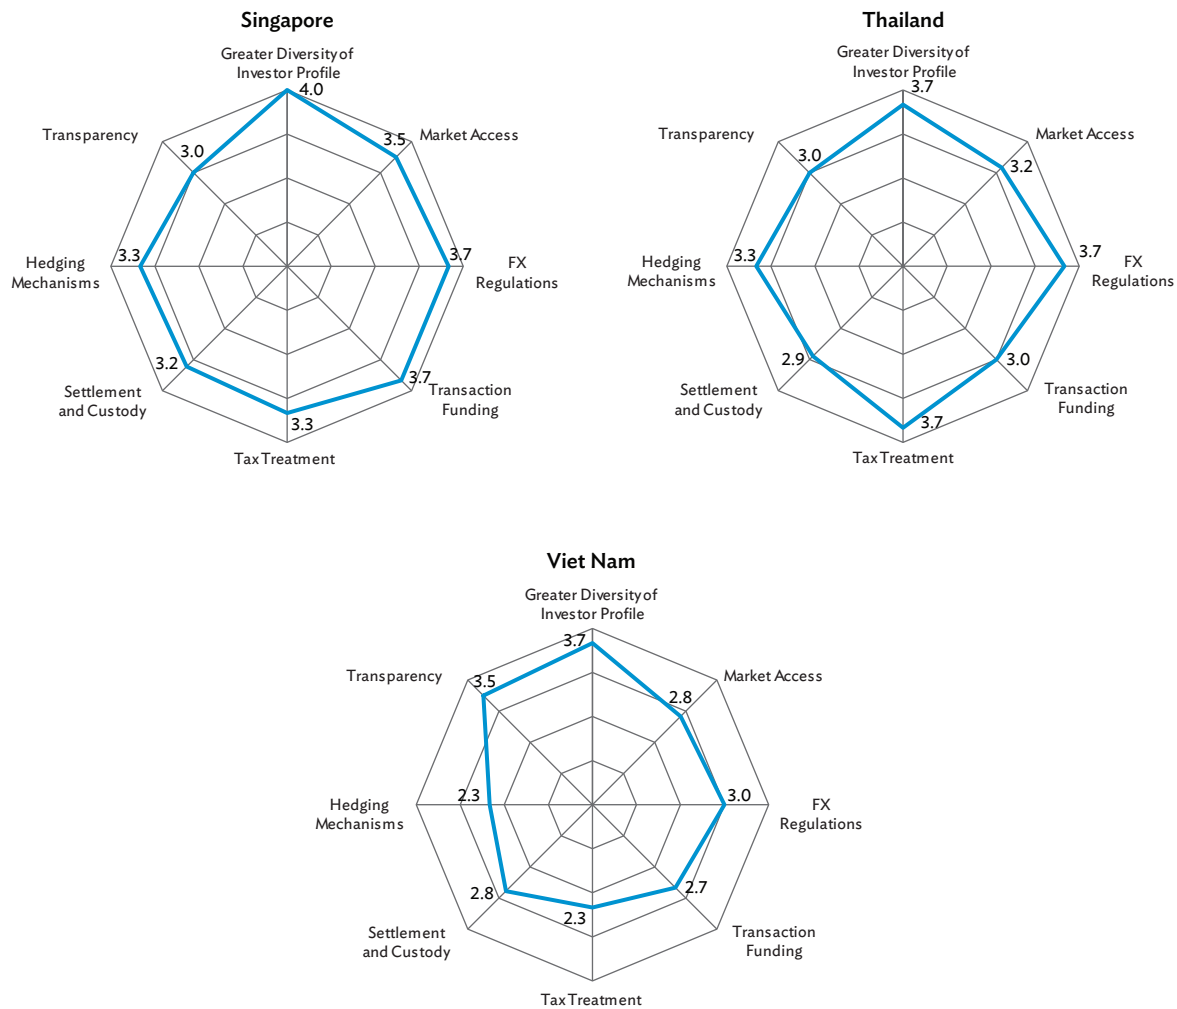 Singapore
Greater Diversity of
Investor Profile
4.0
Market Access
3.5
Transparency
3.0
3.7
FX
Regulations
Hedging
Mechanisms
3.3
3.2
Settlement
and Custody
3.7
Transaction
Funding
3.3
Tax Treatment
Thailand
Greater Diversity of
Investor Profile
3.7
Market Access
3.2
Transparency
3.0
3.7
FX
Regulations
Hedging
Mechanisms
3.3
2.9
Settlement
and Custody
3.0
Transaction
Funding
3.7
Tax Treatment
Viet Nam
Greater Diversity of
Investor Profile
3.7
Market Access
2.8
Transparency
3.5
3.0
FX
Regulations
Hedging
Mechanisms
2.3
2.8
Settlement
and Custody
2.7
Transaction
Funding
2.3
Tax Treatment